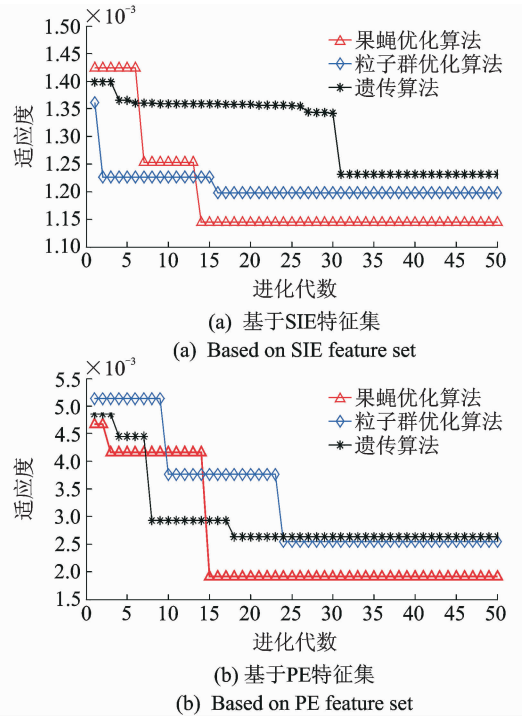 ×10⁻³
1.50
1.45
1.40
1.35
1.30
1.25
1.20
1.15
1.10
适应度
果蝇优化算法
粒子群优化算法
遗传算法
0 5 10 15 20 25 30 35 40 45 50
进化代数
(a) 基于SIE特征集
(a) Based on SIE feature set
×10⁻³
5.5
5.0
4.5
4.0
3.5
3.0
2.5
2.0
1.5
适应度
果蝇优化算法
粒子群优化算法
遗传算法
0 5 10 15 20 25 30 35 40 45 50
进化代数
(b) 基于PE特征集
(b) Based on PE feature set